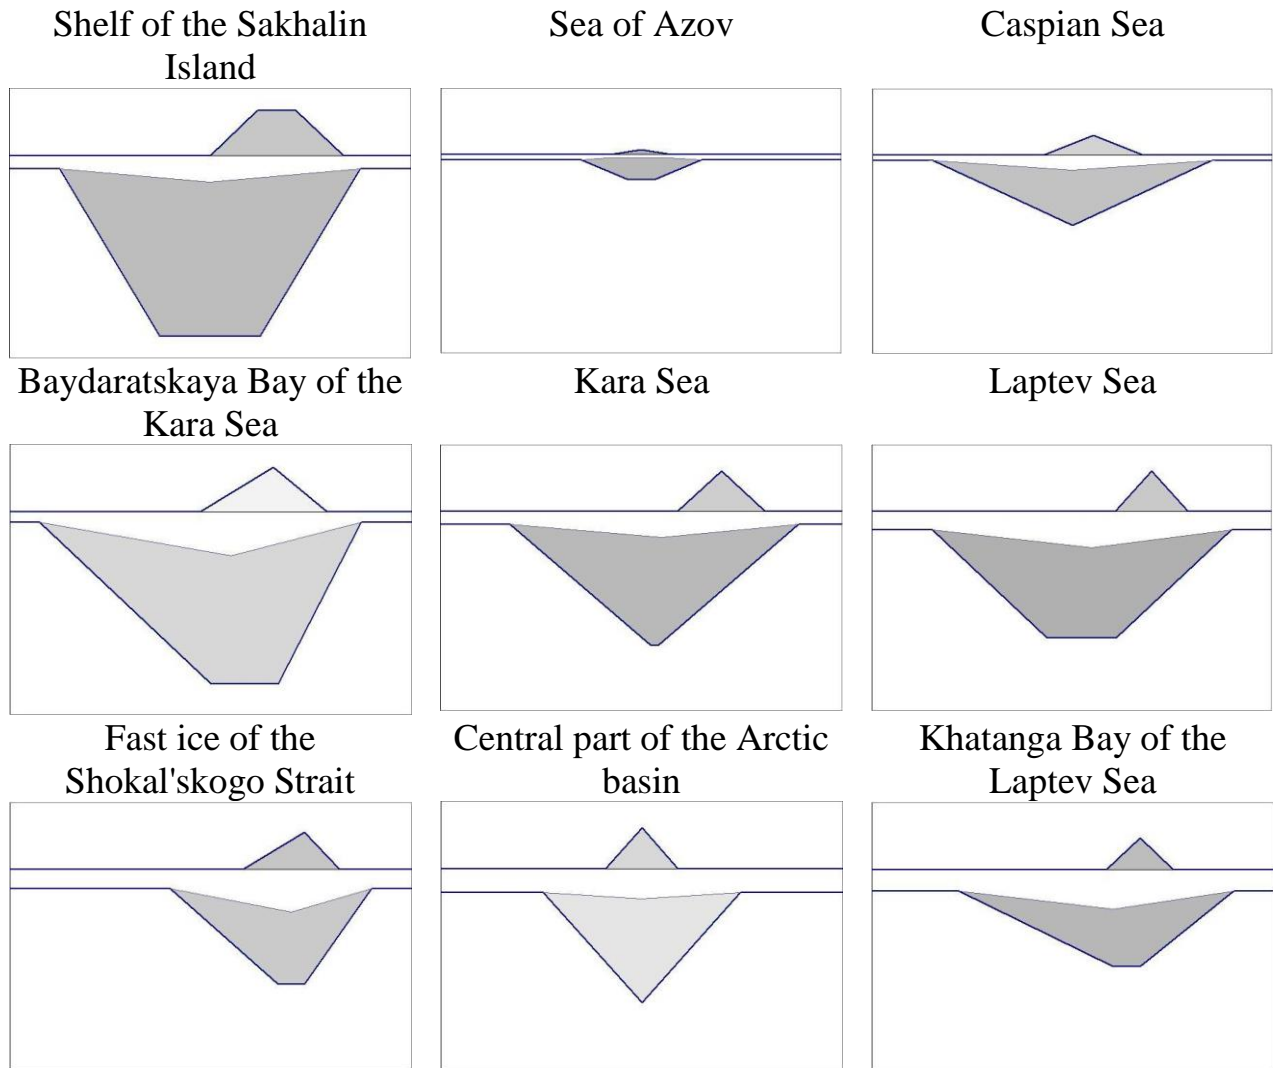 Shelf of the Sakhalin
Island
Sea of Azov
Caspian Sea
Baydaratskaya Bay of the
Kara Sea
Kara Sea
Laptev Sea
Fast ice of the
Shokal'skogo Strait
Central part of the Arctic
basin
Khatanga Bay of the
Laptev Sea